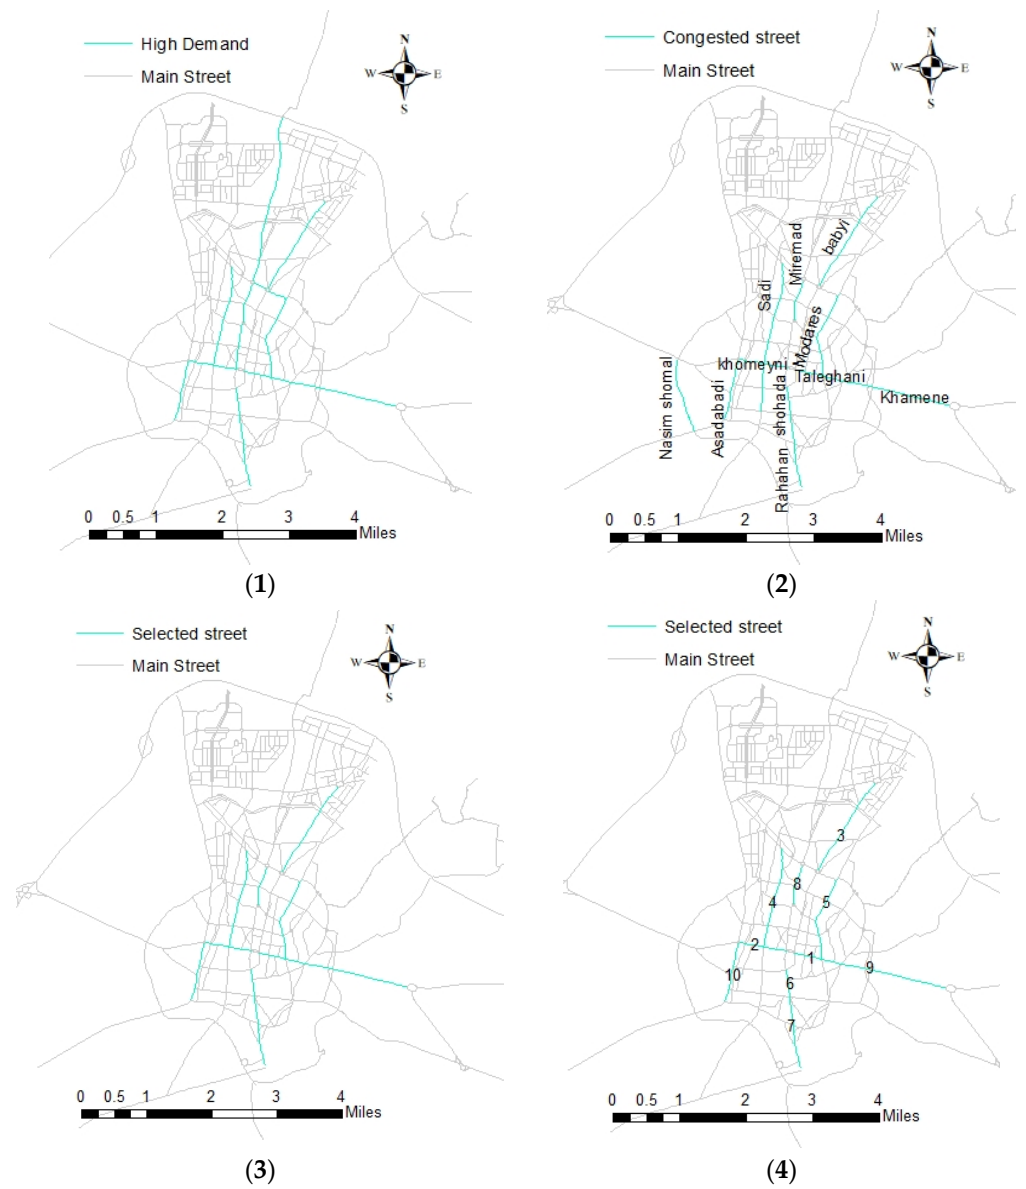 High Demand
Main Street
N
W
E
S
0 0.5 1 2 3 4
Miles
(1)
Congested street
Main Street
N
W
E
S
babyi
Miremad
Sadi
Modares
khomeyni
Taleghani
Khamene
Nasim shomal
Asadabadi
shohada
Rahahan
0 0.5 1 2 3 4
Miles
(2)
Selected street
Main Street
N
W
E
S
0 0.5 1 2 3 4
Miles
(3)
Selected street
Main Street
N
W
E
S
3
8
4
5
2
1
9
10
6
7
0 0.5 1 2 3 4
Miles
(4)